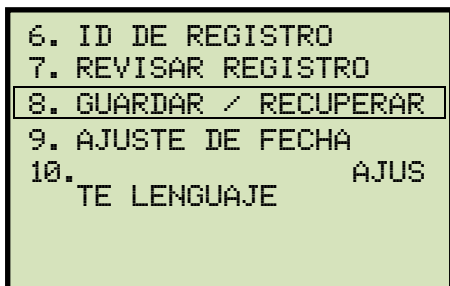 6. ID DE REGISTRO
7. REVISAR REGISTRO
8. GUARDAR / RECUPERAR
9. AJUSTE DE FECHA
10. AJUS
TE LENGUAJE